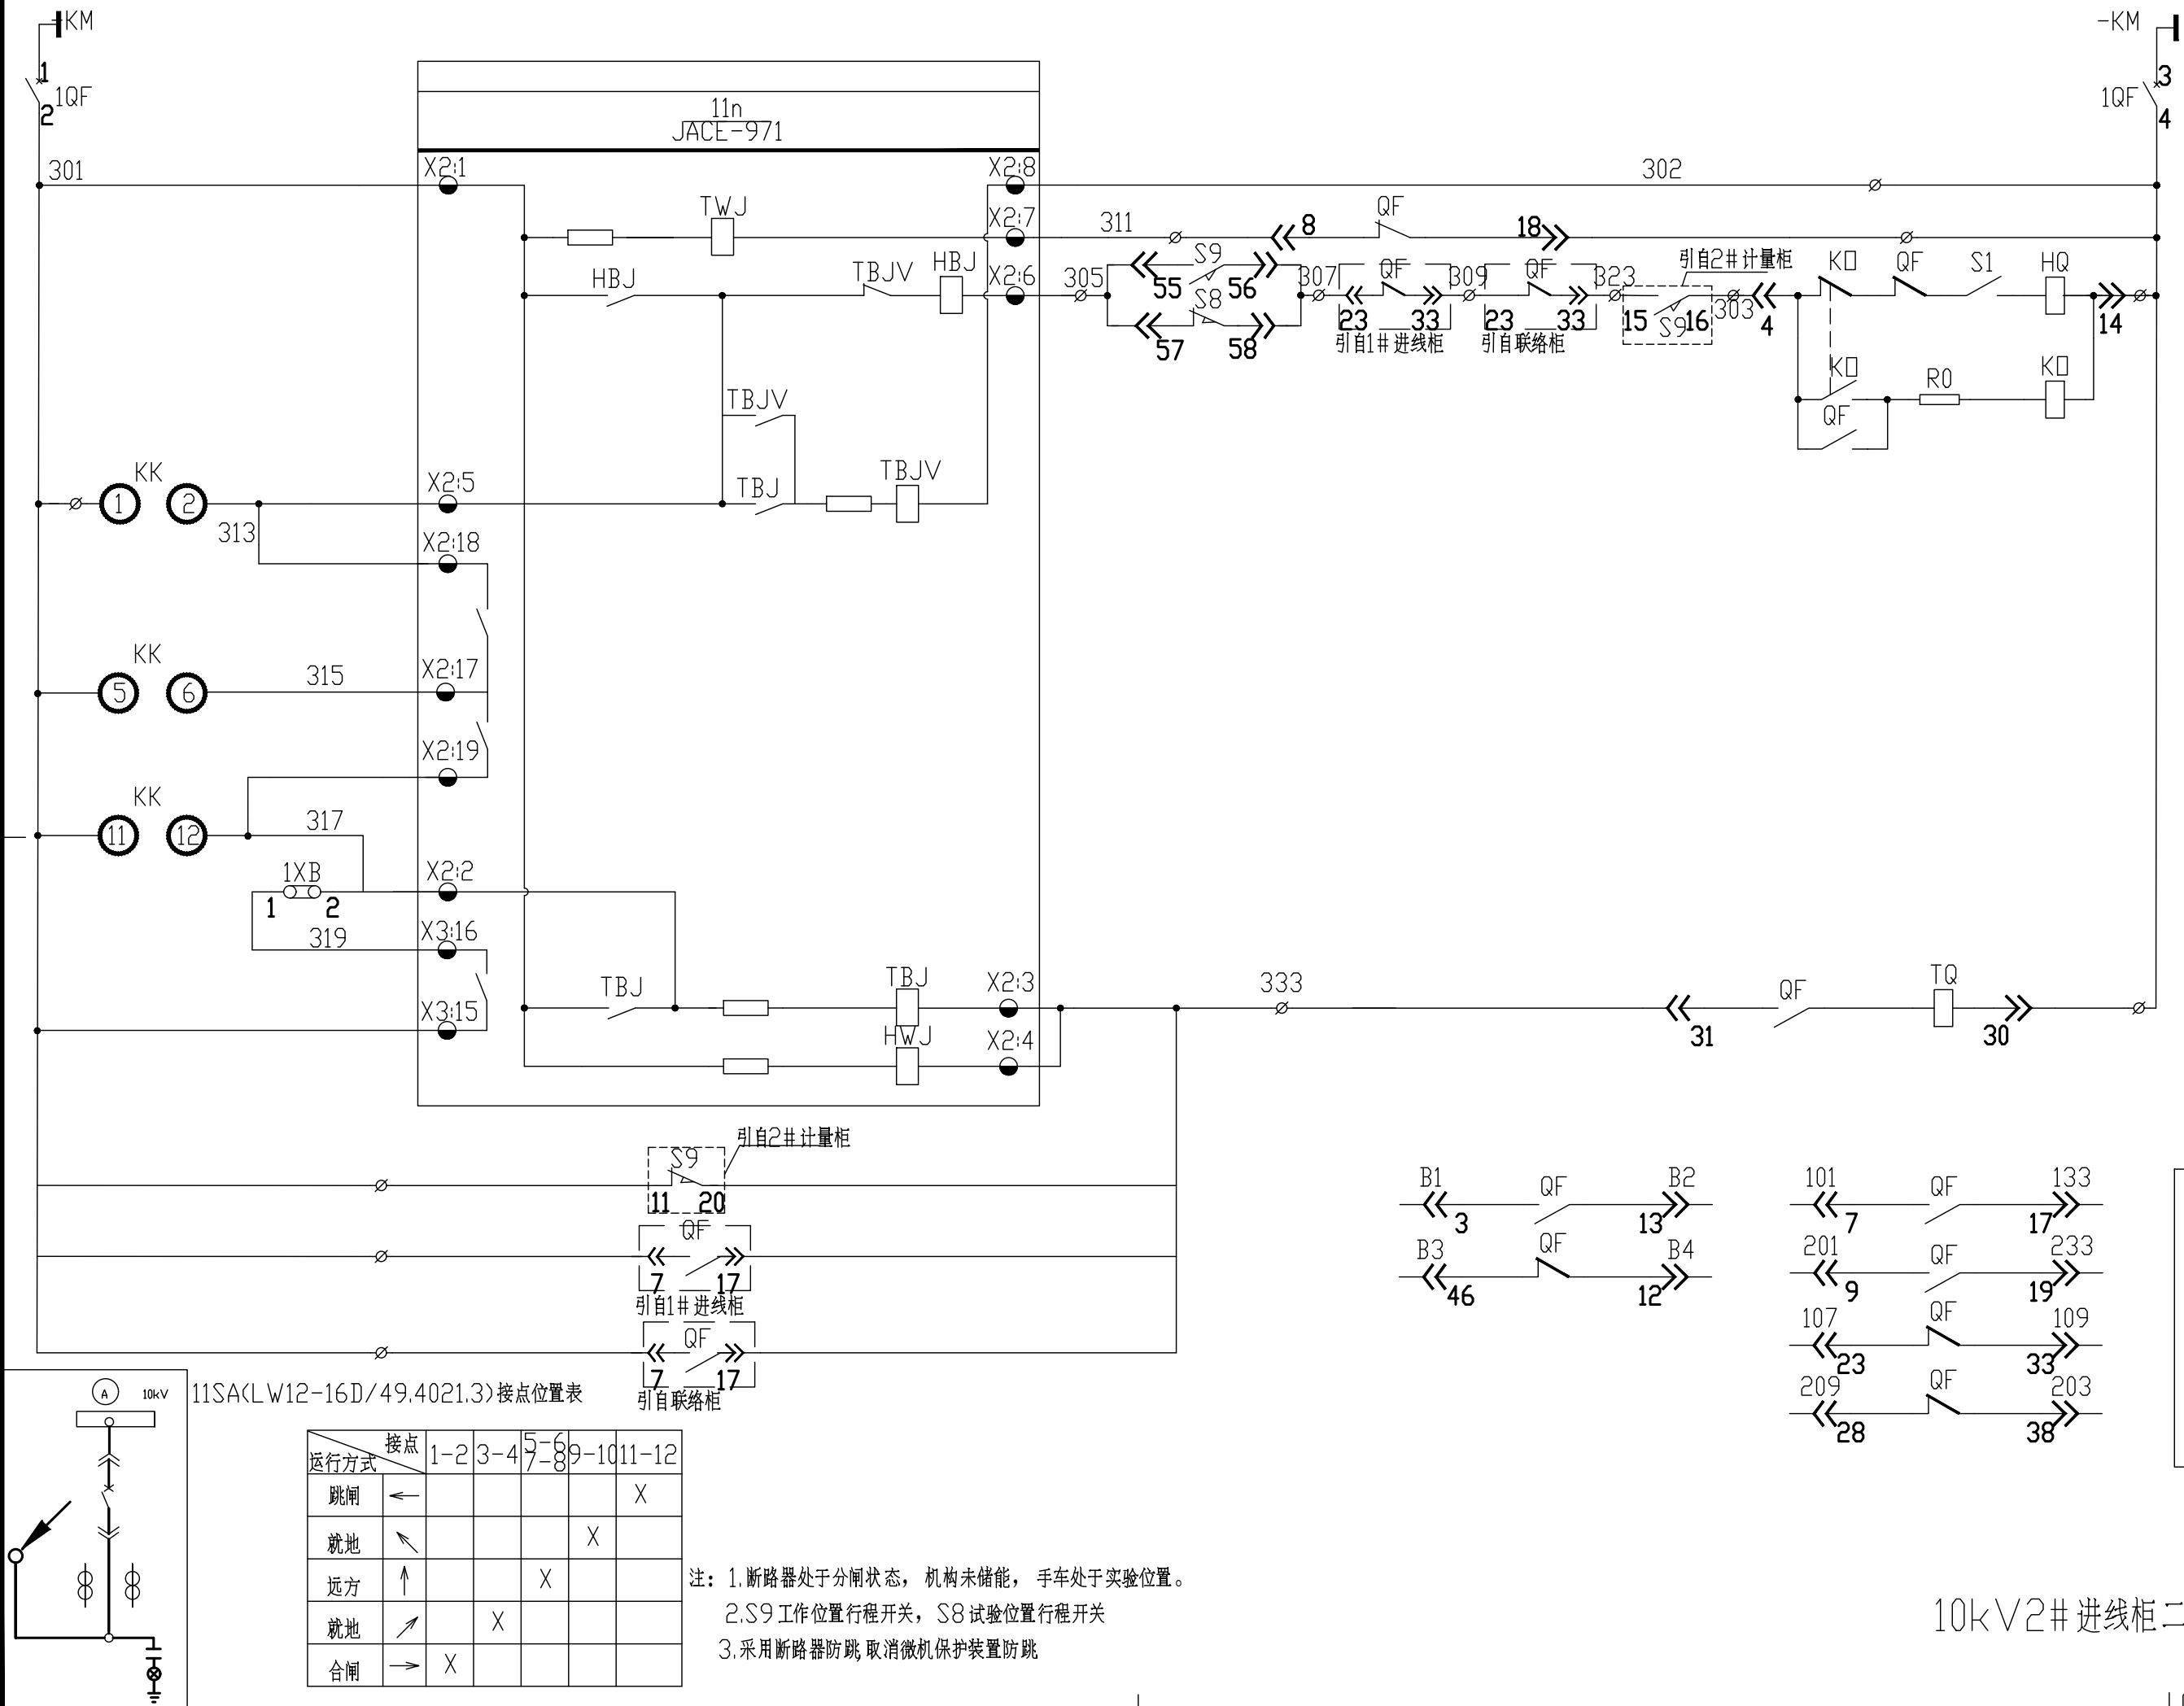 +KM
-KM
1
1QF
2
3
1QF
4
11n
JACE-971
301
X2:1
X2:8
302
TWJ
X2:7
311
8
QF
18
HBJ
TBJV
HBJ
X2:6
305
S9
55
56
S8
57
58
307
QF
23
33
引自1#进线柜
309
QF
23
33
引自联络柜
323
引自2#计量柜
15
S9
16
303
4
KO
QF
S1
HQ
14
KO
R0
KO
QF
TBJV
KK
1
2
X2:5
TBJ
TBJV
313
X2:18
KK
5
6
315
X2:17
X2:19
KK
11
12
317
1XB
1
2
X2:2
319
X3:16
X3:15
TBJ
TBJ
X2:3
HWJ
X2:4
333
31
QF
TQ
30
引自2#计量柜
S9
11
20
QF
7
17
引自1#进线柜
QF
7
17
引自联络柜
B1
QF
B2
3
13
B3
QF
B4
46
12
101
QF
133
7
17
201
QF
233
9
19
107
QF
109
23
33
209
QF
203
28
38
A
10kV
11SA(LW12-16D/49.4021.3)接点位置表
接点
运行方式
1-2
3-4
5-6
7-8
9-10
11-12
跳闸 ← X
就地 ↖ X
远方 ↑ X
就地 ↗ X
合闸 → X
注: 1.断路器处于分闸状态, 机构未储能, 手车处于实验位置。
2.S9工作位置行程开关, S8试验位置行程开关
3.采用断路器防跳,取消微机保护装置防跳
10kV2#进线柜二